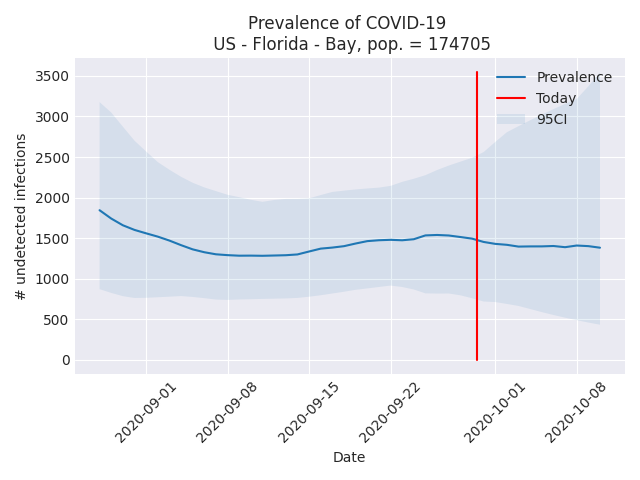 Prevalence of COVID-19
US - Florida - Bay, pop. = 174705
Prevalence
Today
95CI
# undetected infections
3500
3000
2500
2000
1500
1000
500
0
2020-09-01
2020-09-08
2020-09-15
2020-09-22
2020-10-01
2020-10-08
Date